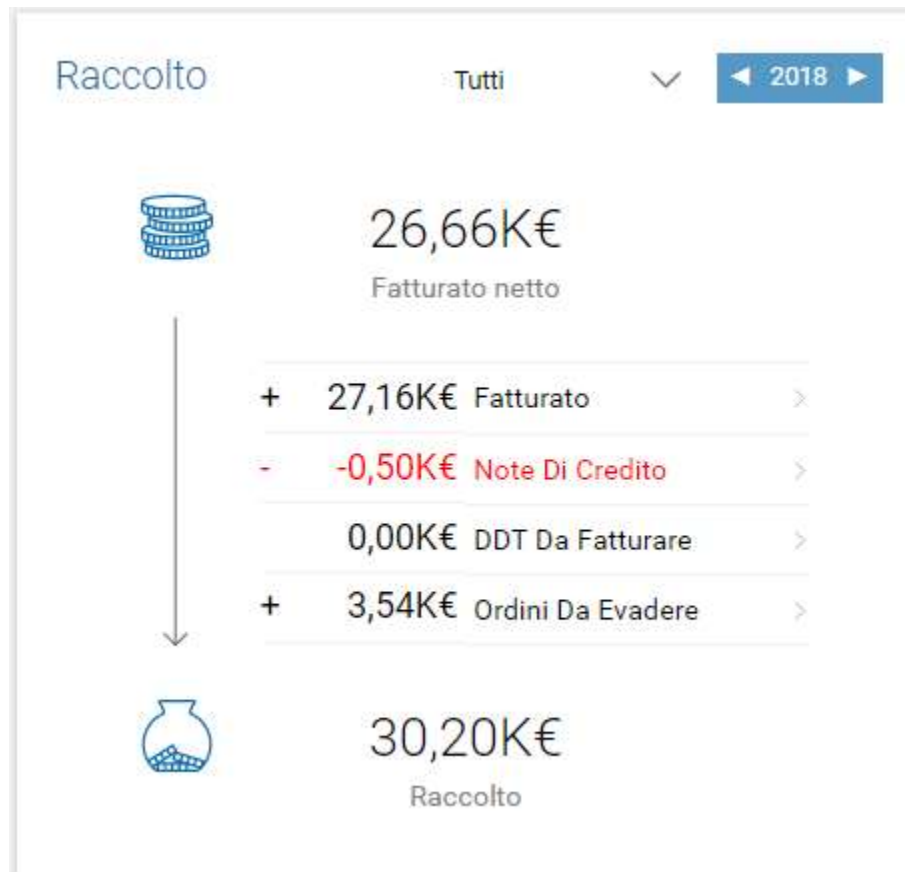 Raccolto Tutti 2018
26,66K€
Fatturato netto
+ 27,16K€ Fatturato
- -0,50K€ Note Di Credito
0,00K€ DDT Da Fatturare
+ 3,54K€ Ordini Da Evadere
30,20K€
Raccolto